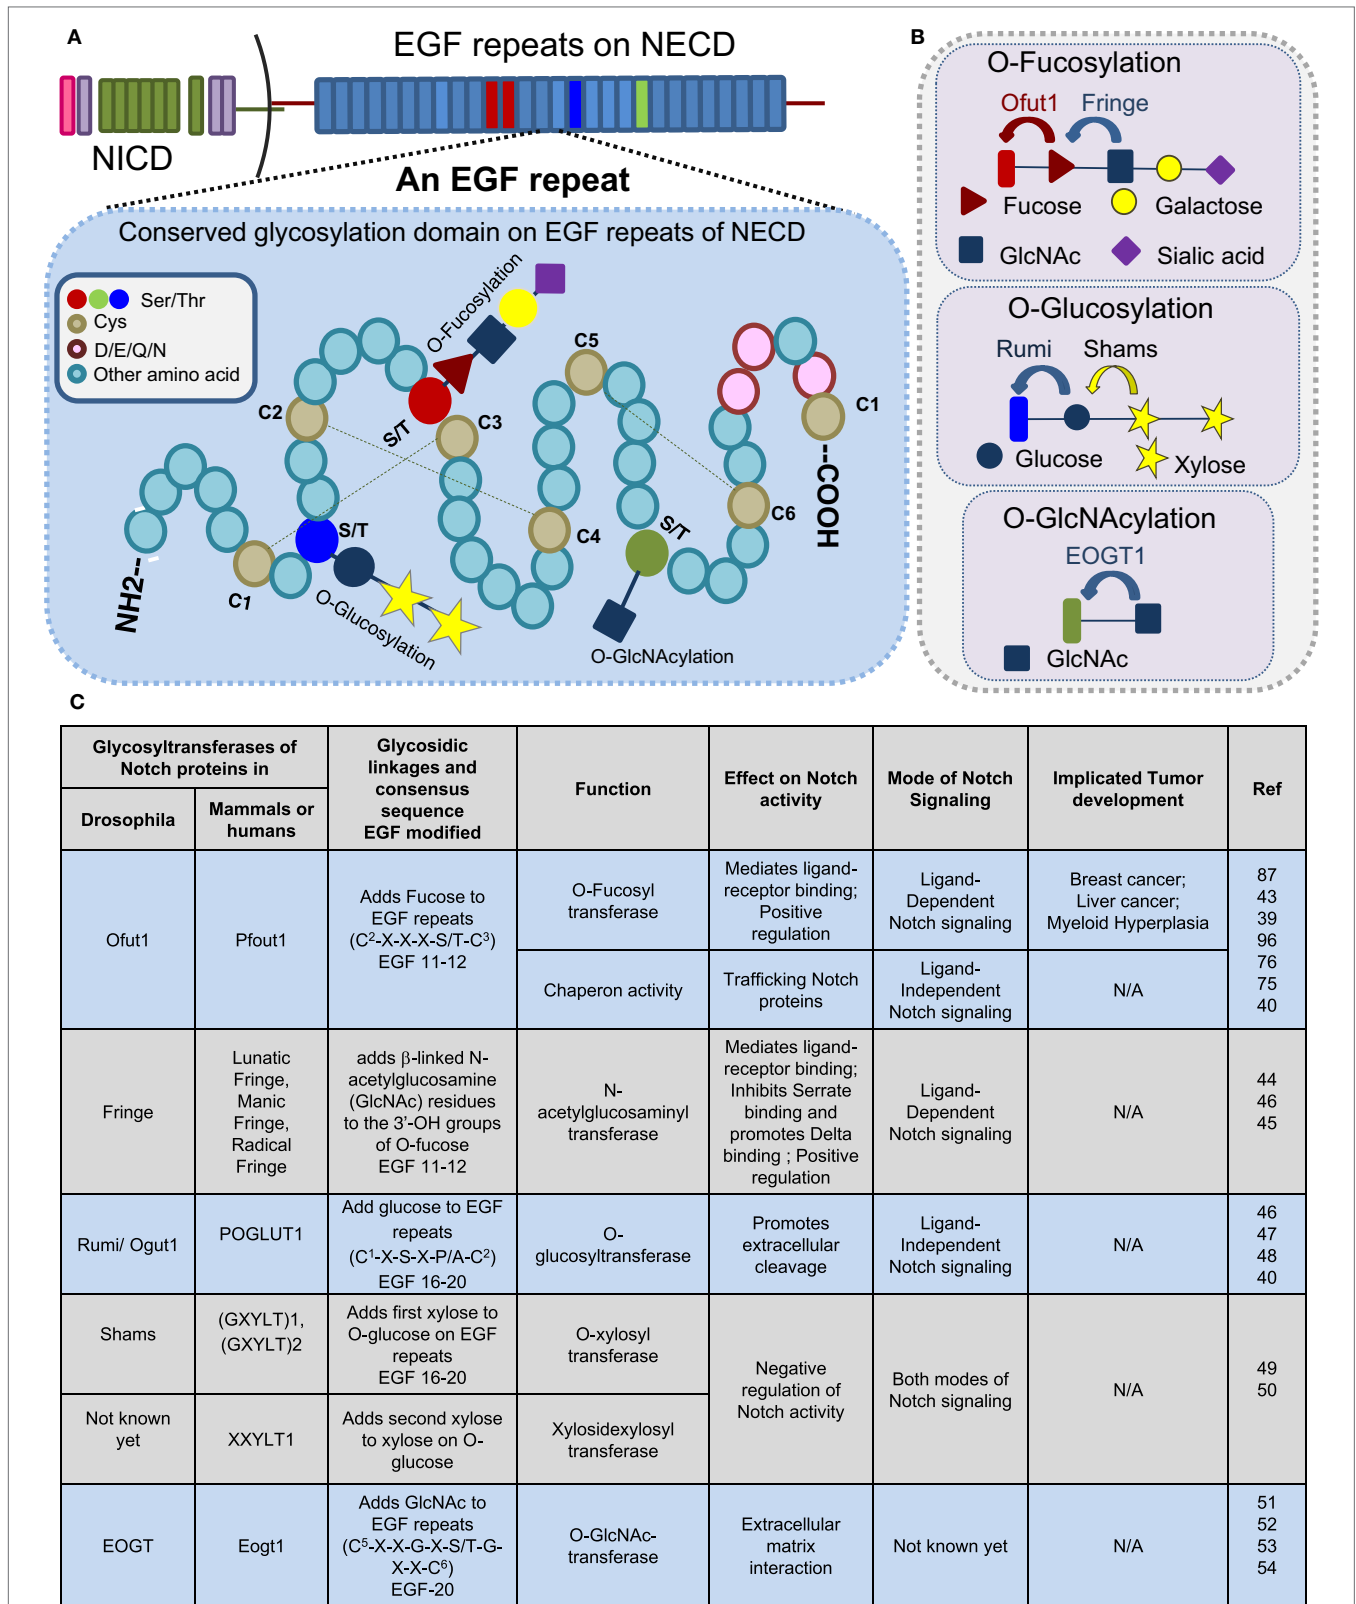 A
EGF repeats on NECD
NICD
An EGF repeat
Conserved glycosylation domain on EGF repeats of NECD
Ser/Thr
Cys
D/E/Q/N
Other amino acid
O-Fucosylation
C2
S/T
C3
C5
C1
--COOH
C4
S/T
C6
S/T
C1
NH2--
O-Glucosylation
O-GlcNAcylation
B
O-Fucosylation
Ofut1 Fringe
Fucose Galactose
GlcNAc Sialic acid
O-Glucosylation
Rumi Shams
Glucose Xylose
O-GlcNAcylation
EOGT1
GlcNAc
C
Glycosyltransferases of
Notch proteins in
Drosophila
Mammals or
humans
Glycosidic
linkages and
consensus
sequence
EGF modified
Function
Effect on Notch
activity
Mode of Notch
Signaling
Implicated Tumor
development
Ref
Ofut1
Pfout1
Adds Fucose to
EGF repeats
(C²-X-X-X-S/T-C³)
EGF 11-12
O-Fucosyl
transferase
Mediates ligand-
receptor binding;
Positive
regulation
Ligand-
Dependent
Notch signaling
Breast cancer;
Liver cancer;
Myeloid Hyperplasia
87
43
39
96
76
75
40
Chaperon activity
Trafficking Notch
proteins
Ligand-
Independent
Notch signaling
N/A
Fringe
Lunatic
Fringe,
Manic
Fringe,
Radical
Fringe
adds β-linked N-
acetylglucosamine
(GlcNAc) residues
to the 3'-OH groups
of O-fucose
EGF 11-12
N-
acetylglucosaminyl
transferase
Mediates ligand-
receptor binding;
Inhibits Serrate
binding and
promotes Delta
binding ; Positive
regulation
Ligand-
Dependent
Notch signaling
N/A
44
46
45
Rumi/ Ogut1
POGLUT1
Add glucose to EGF
repeats
(C¹-X-S-X-P/A-C²)
EGF 16-20
O-
glucosyltransferase
Promotes
extracellular
cleavage
Ligand-
Independent
Notch signaling
N/A
46
47
48
40
Shams
(GXYLT)1,
(GXYLT)2
Adds first xylose to
O-glucose on EGF
repeats
EGF 16-20
O-xylosyl
transferase
Negative
regulation of
Notch activity
Both modes of
Notch signaling
N/A
49
50
Not known
yet
XXYLT1
Adds second xylose
to xylose on O-
glucose
Xylosidexylosyl
transferase
EOGT
Eogt1
Adds GlcNAc to
EGF repeats
(C⁵-X-X-G-X-S/T-G-
X-X-C⁶)
EGF-20
O-GlcNAc-
transferase
Extracellular
matrix
interaction
Not known yet
N/A
51
52
53
54